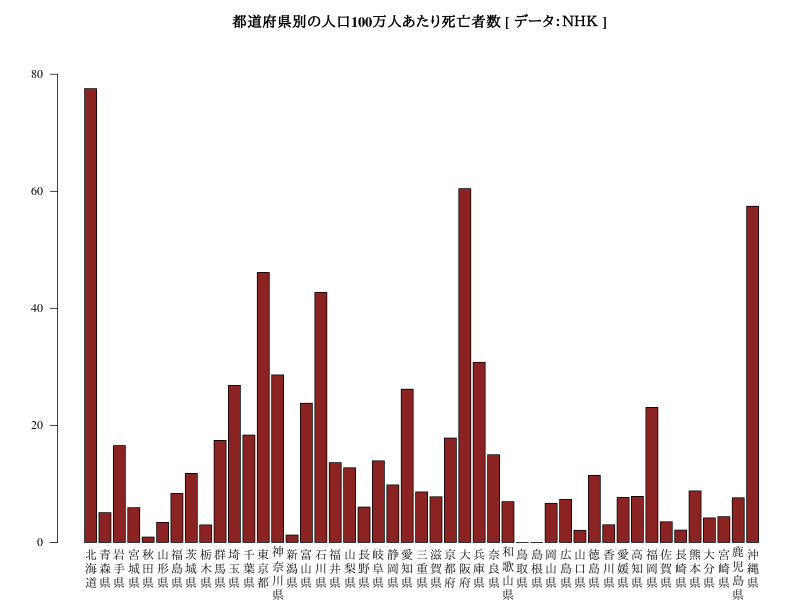 都道府県別の人口100万人あたり死亡者数 [ データ：NHK ]
80
60
40
20
0
北海道
青森県
岩手県
宮城県
秋田県
山形県
福島県
茨城県
栃木県
群馬県
埼玉県
千葉県
東京都
神奈川県
新潟県
富山県
石川県
福井県
山梨県
長野県
岐阜県
静岡県
愛知県
三重県
滋賀県
京都府
大阪府
兵庫県
奈良県
和歌山県
鳥取県
島根県
岡山県
広島県
山口県
徳島県
香川県
愛媛県
高知県
福岡県
佐賀県
長崎県
熊本県
大分県
宮崎県
鹿児島県
沖縄県